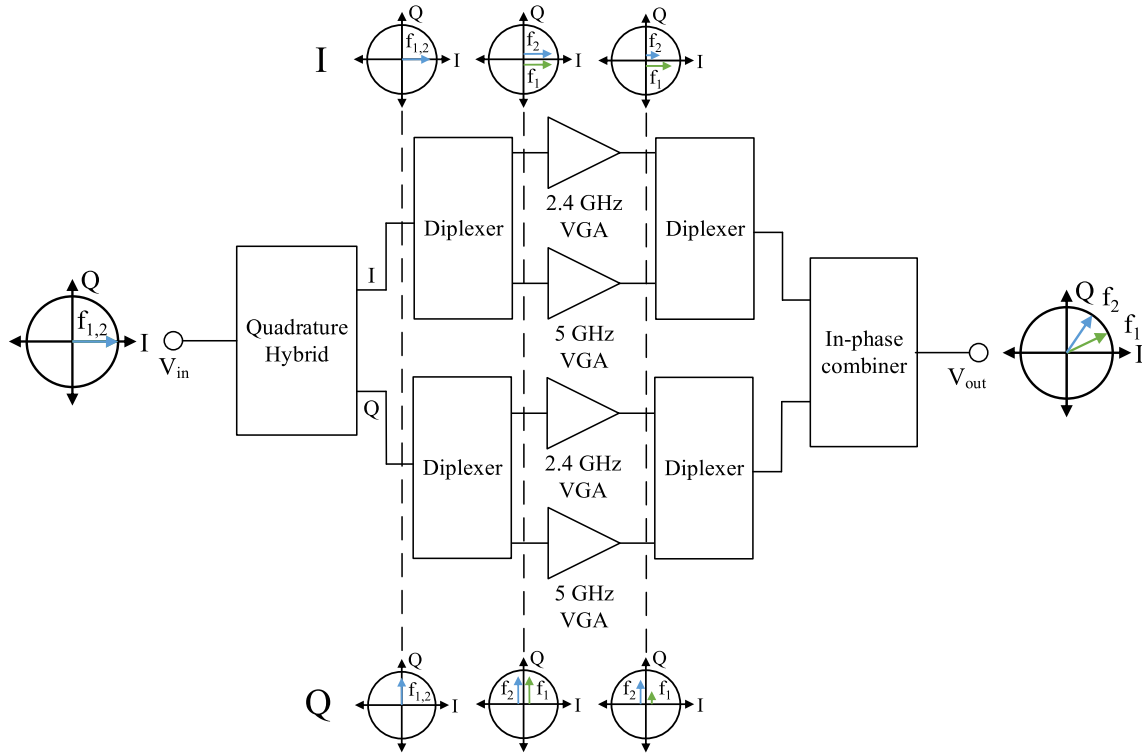 Q Q Q
I f1,2 I f2 f1 I f2 f1 I
2.4 GHz
VGA
Diplexer Diplexer
I
5 GHz
VGA
Q
f1,2 I
Vin
Quadrature
Hybrid
In-phase
combiner
Vout
Q f2
f1
I
Q
2.4 GHz
VGA
Diplexer Diplexer
5 GHz
VGA
Q Q Q
Q f1,2 I f2 f1 I f2 f1 I